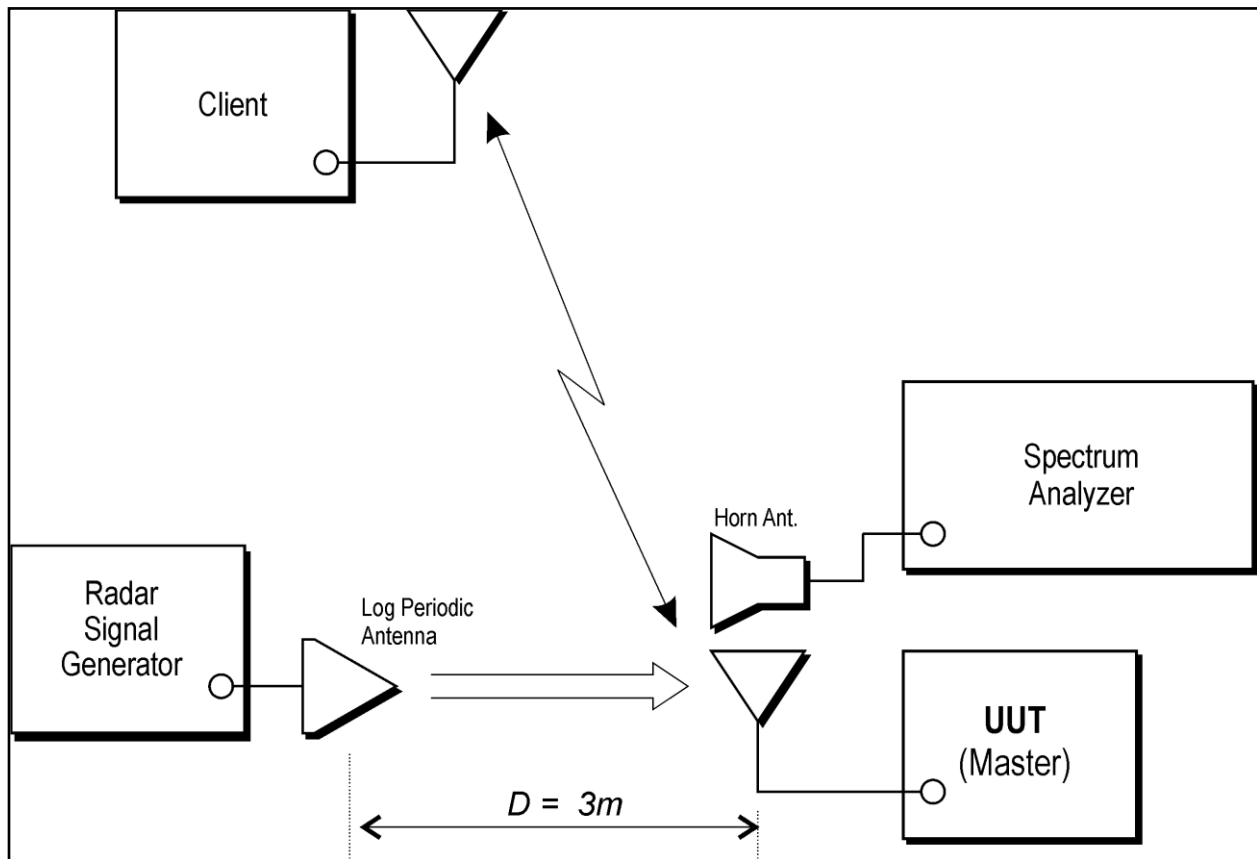 Client
Spectrum
Analyzer
Horn Ant.
Radar
Signal
Generator
Log Periodic
Antenna
UUT
(Master)
D = 3m